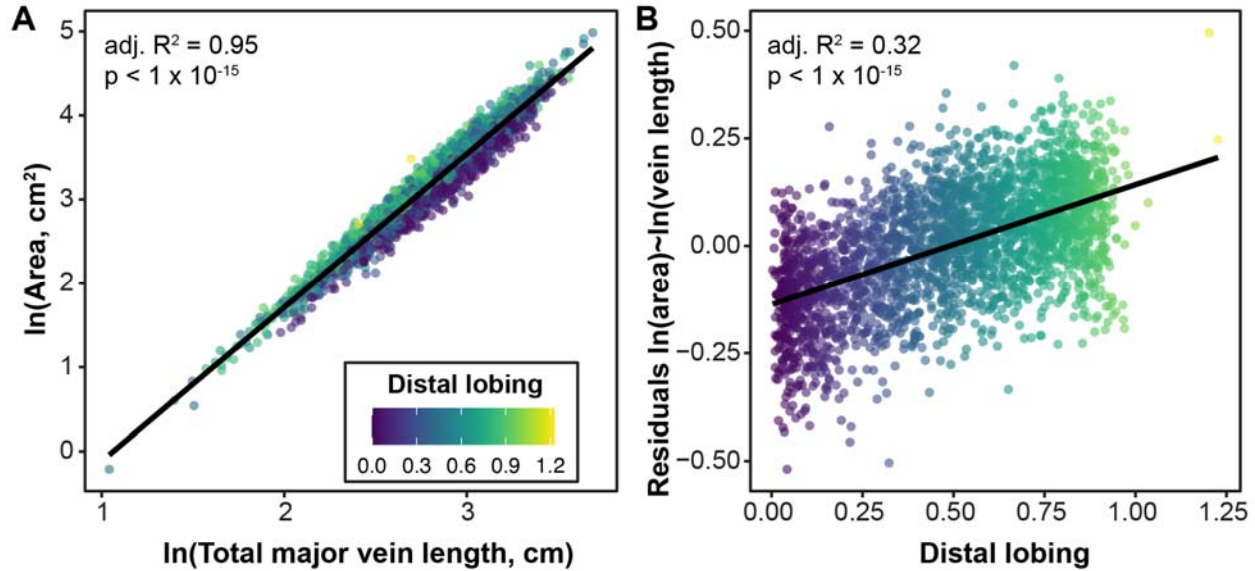 A
adj. R² = 0.95
p < 1 x 10⁻¹⁵
5
4
3
2
1
0
ln(Area, cm²)
Distal lobing
0.0 0.3 0.6 0.9 1.2
1 2 3
ln(Total major vein length, cm)
B
adj. R² = 0.32
p < 1 x 10⁻¹⁵
0.50
0.25
0.00
−0.25
−0.50
Residuals ln(area)~ln(vein length)
0.00 0.25 0.50 0.75 1.00 1.25
Distal lobing